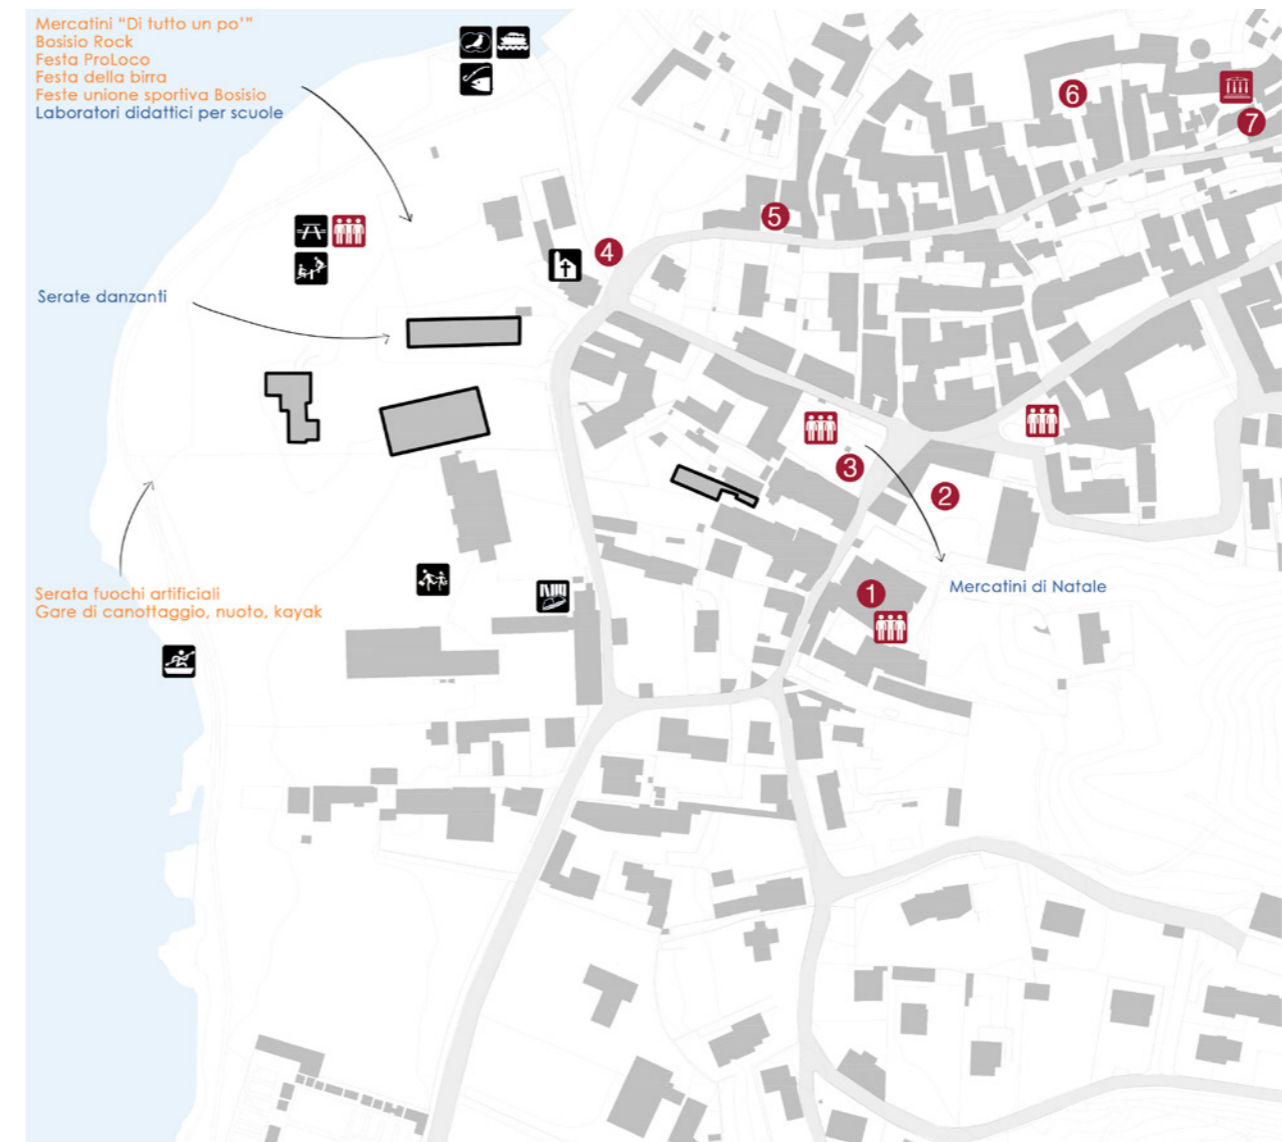 Mercatini “Di tutto un po’”
Bosisio Rock
Festa ProLoco
Festa della birra
Feste unione sportiva Bosisio
Laboratori didattici per scuole
6
7
5
4
Serate danzanti
3
2
Mercatini di Natale
1
Serata fuochi artificiali
Gare di canottaggio, nuoto, kayak